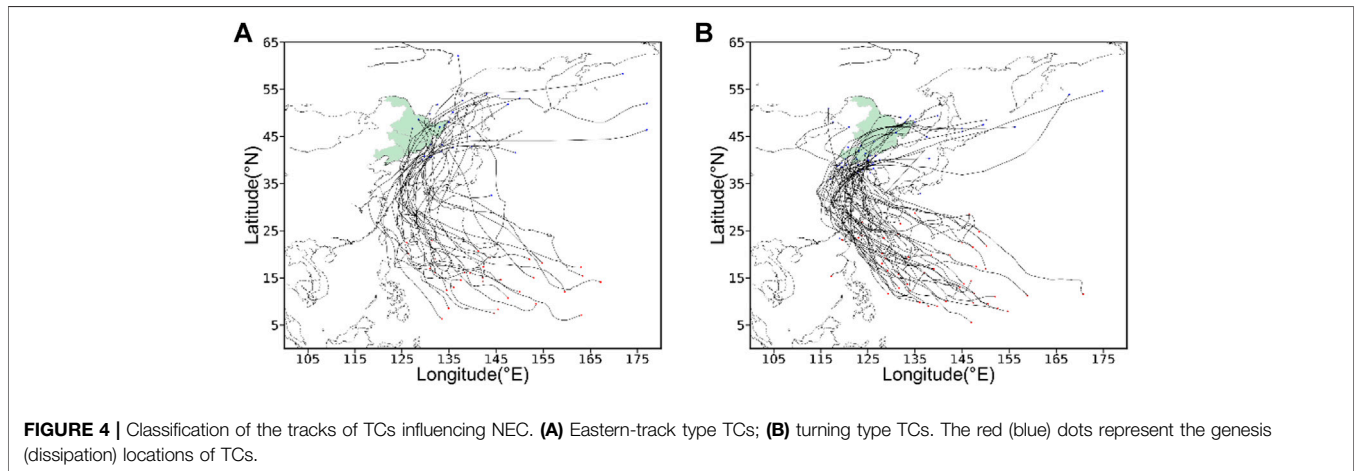 A
B
65
55
45
35
25
15
5
Latitude(°N)
105 115 125 135 145 155 165 175
Longitude(°E)
65
55
45
35
25
15
5
Latitude(°N)
105 115 125 135 145 155 165 175
Longitude(°E)
FIGURE 4 | Classification of the tracks of TCs influencing NEC. (A) Eastern-track type TCs; (B) turning type TCs. The red (blue) dots represent the genesis
(dissipation) locations of TCs.